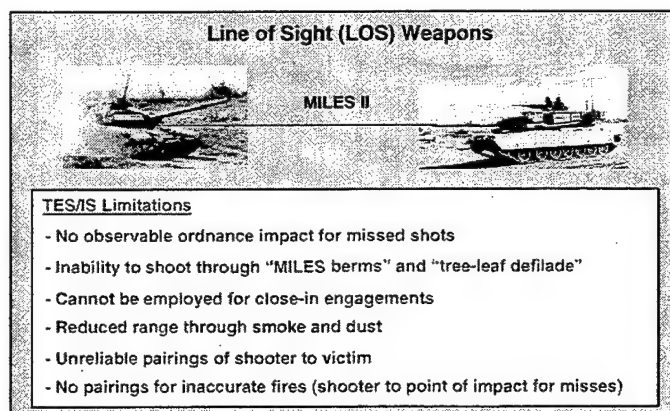 Line of Sight (LOS) Weapons
MILES II
TES/IS Limitations
- No observable ordnance impact for missed shots
- Inability to shoot through "MILES berms" and "tree-leaf defilade"
- Cannot be employed for close-in engagements
- Reduced range through smoke and dust
- Unreliable pairings of shooter to victim
- No pairings for inaccurate fires (shooter to point of impact for misses)